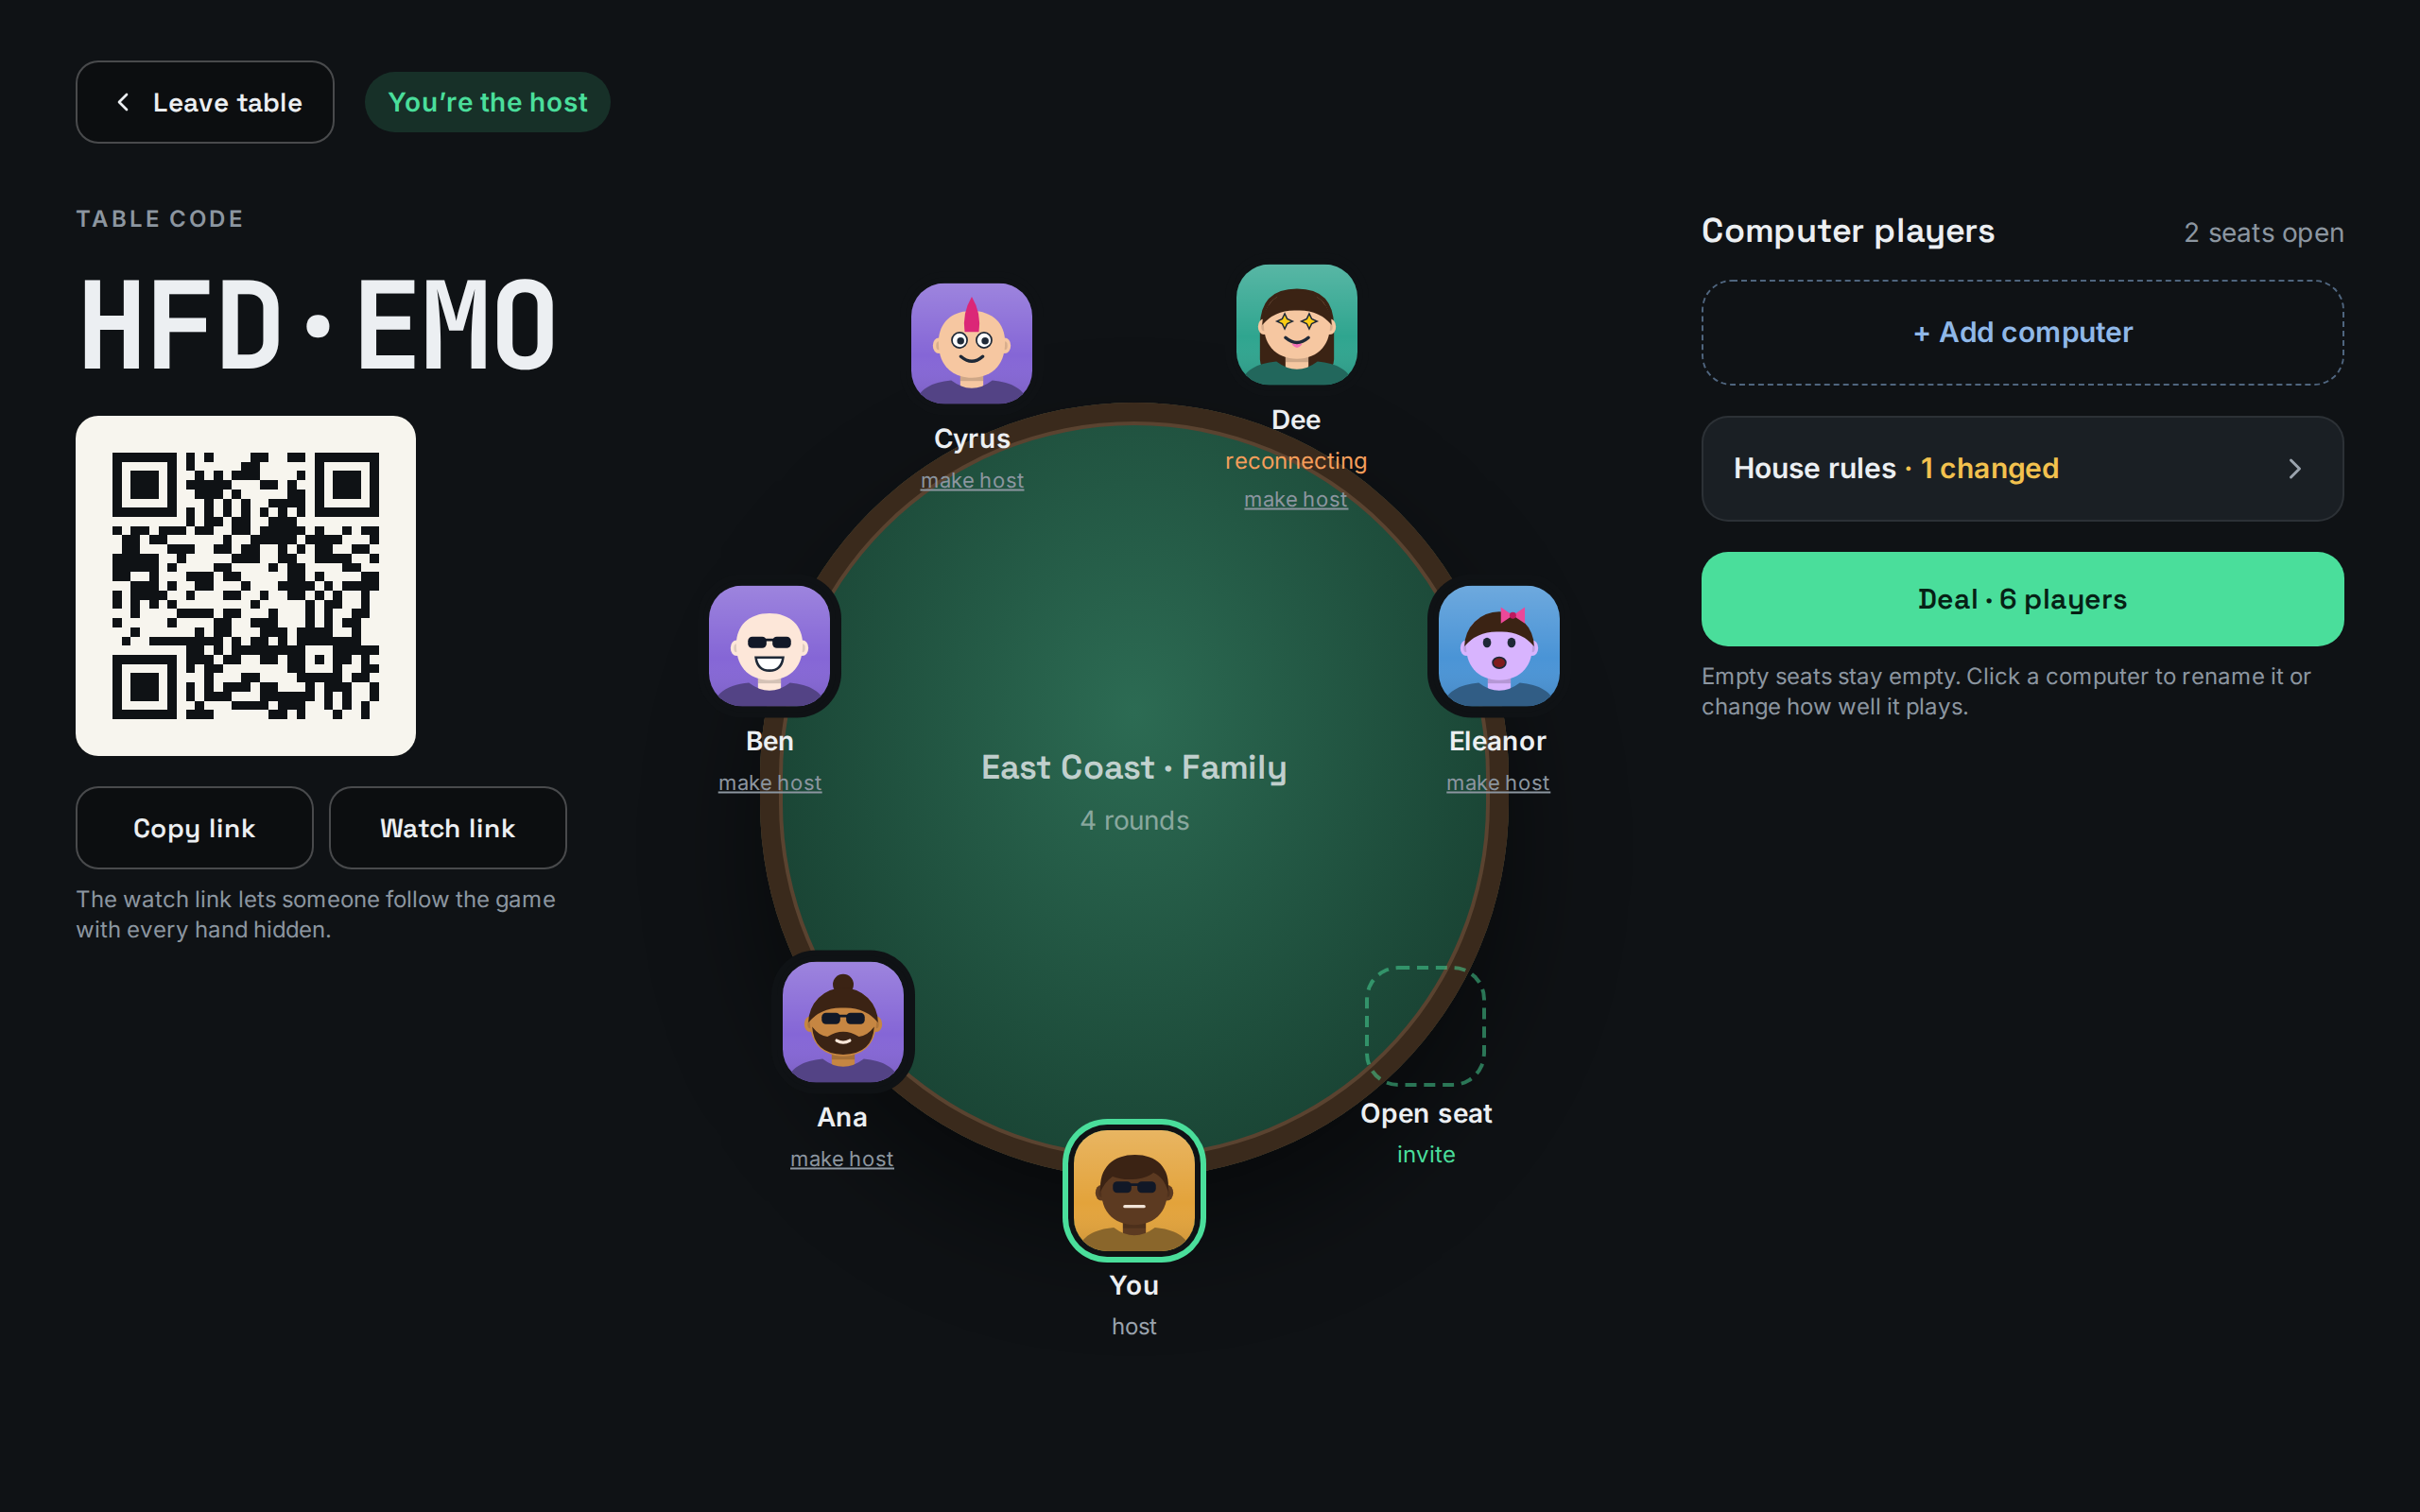 Leave table
You're the host
TABLE CODE
HFD·EMO
Copy link
Watch link
The watch link lets someone follow the game
with every hand hidden.
Cyrus
make host
Dee
reconnecting
make host
Ben
make host
Eleanor
make host
East Coast · Family
4 rounds
Ana
make host
Open seat
invite
You
host
Computer players
2 seats open
+ Add computer
House rules · 1 changed
Deal · 6 players
Empty seats stay empty. Click a computer to rename it or
change how well it plays.